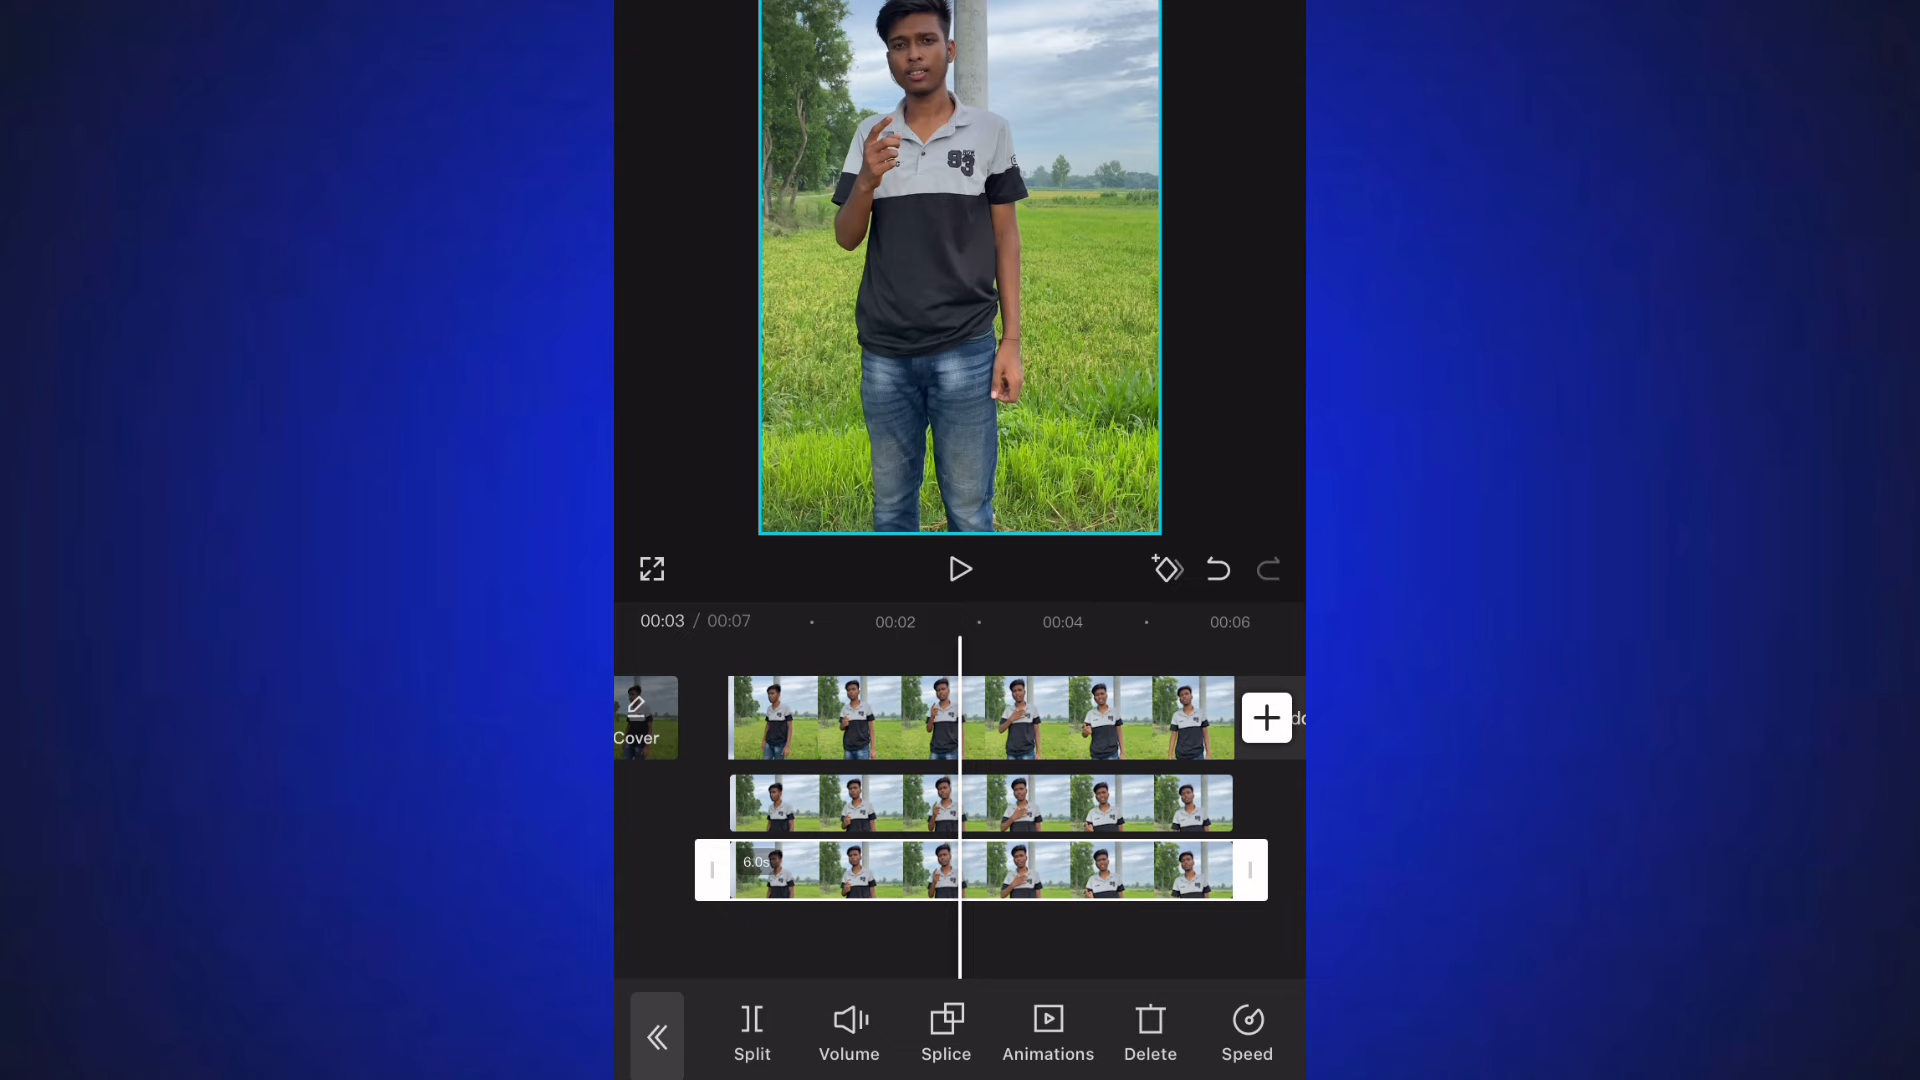 93
00:03 / 00:07
00:02
00:04
00:06
Cover
6.0s
Split
Volume
Splice
Animations
Delete
Speed